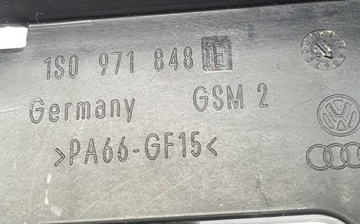 1S0 971 848 E
Germany GSM 2
>PA66-GF15<